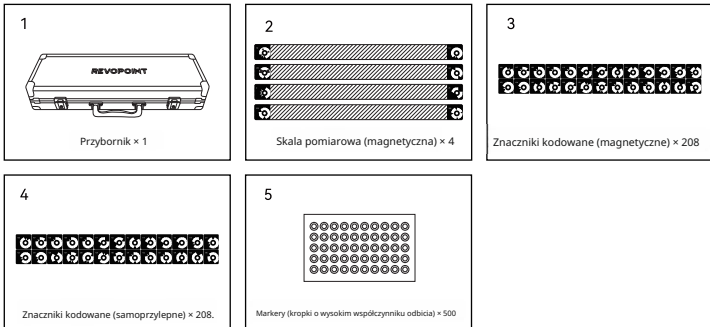 1
REVOPOINT
Przybornik × 1
2
Skala pomiarowa (magnetyczna) × 4
3
Znaczniki kodowane (magnetyczne) × 208
4
Znaczniki kodowane (samoprzylepne) × 208.
5
Markery (kropki o wysokim współczynniku odbicia) × 500